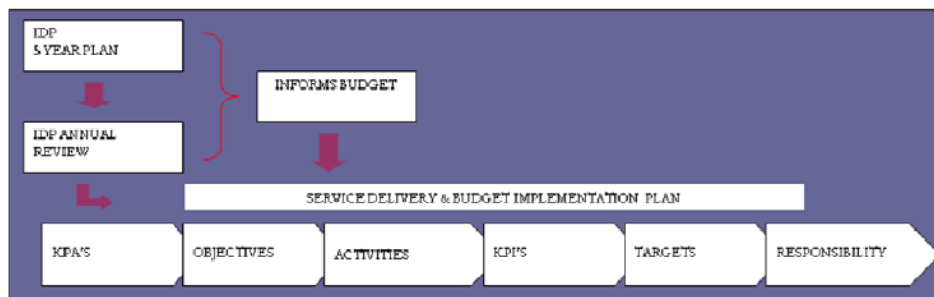 IDP
5 YEAR PLAN
INFORMS BUDGET
IDP ANNUAL
REVIEW
SERVICE DELIVERY & BUDGET IMPLEMENTATION PLAN
KPA'S
OBJECTIVES
ACTIVITIES
KPI'S
TARGETS
RESPONSIBILITY